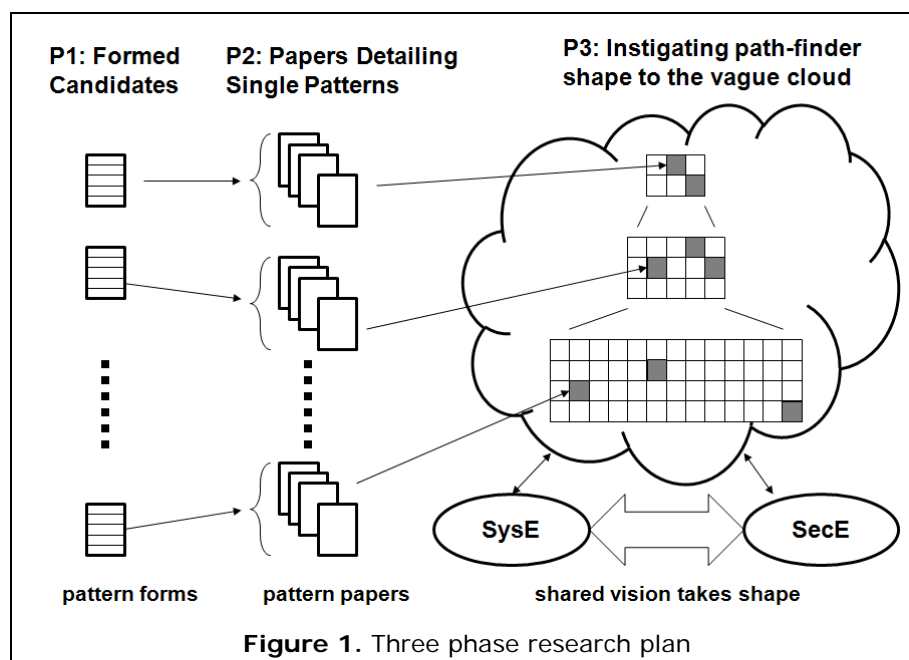 P1: Formed
Candidates
P2: Papers Detailing
Single Patterns
P3: Instigating path-finder
shape to the vague cloud
SysE
SecE
pattern forms
pattern papers
shared vision takes shape
Figure 1. Three phase research plan